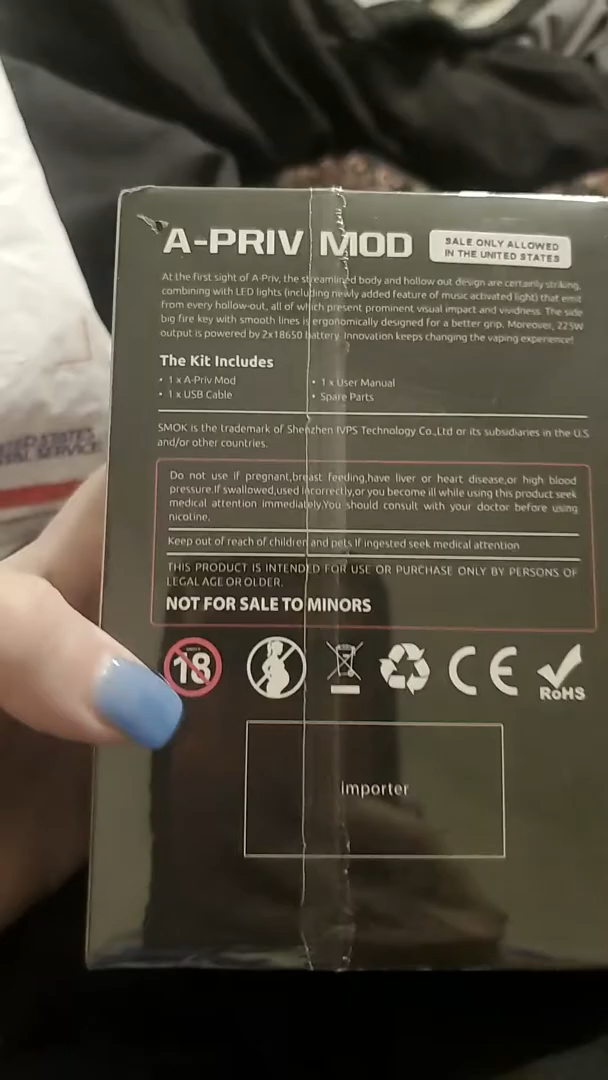 A-PRIV MOD
SALE ONLY ALLOWED
IN THE UNITED STATES
At the first sight of A-Priv, the streamlined body and hollow out design are certainly striking,
combining with LED lights (including newly added feature of music activated light) that emit
from every hollow-out, all of which present prominent visual impact and vividness. The side
big fire key with smooth lines is ergonomically designed for a better grip. Moreover, 225W
output is powered by 2x18650 battery. Innovation keeps changing the vaping experience!
The Kit Includes
• 1 x A-Priv Mod
• 1 x User Manual
• 1 x USB Cable
• Spare Parts
SMOK is the trademark of Shenzhen IVPS Technology Co.,Ltd or its subsidiaries in the U.S
and/or other countries.
Do not use if pregnant,breast feeding,have liver or heart disease,or high blood
pressure.If swallowed,used incorrectly,or you become ill while using this product seek
medical attention immediately.You should consult with your doctor before using
nicotine.
Keep out of reach of children and pets If ingested seek medical attention
THIS PRODUCT IS INTENDED FOR USE OR PURCHASE ONLY BY PERSONS OF
LEGAL AGE OR OLDER.
NOT FOR SALE TO MINORS
18
CE
RoHS
Importer
STATES
SERVICE